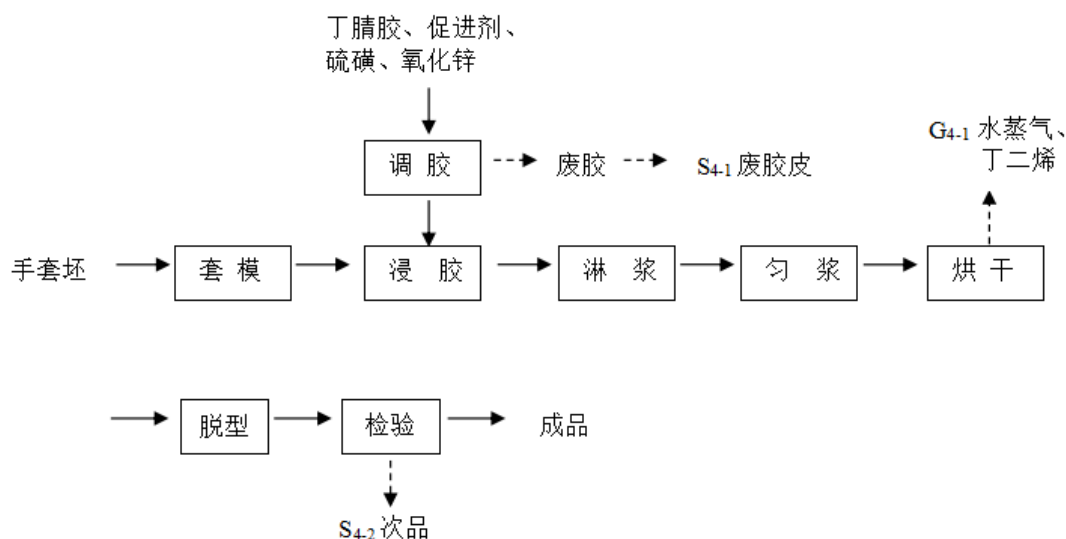 丁腈胶、促进剂、
硫磺、氧化锌
G4-1 水蒸气、
丁二烯
调 胶
废胶
S4-1 废胶皮
手套坯
套 模
浸 胶
淋 浆
匀 浆
烘 干
脱型
检验
成品
S4-2 次品